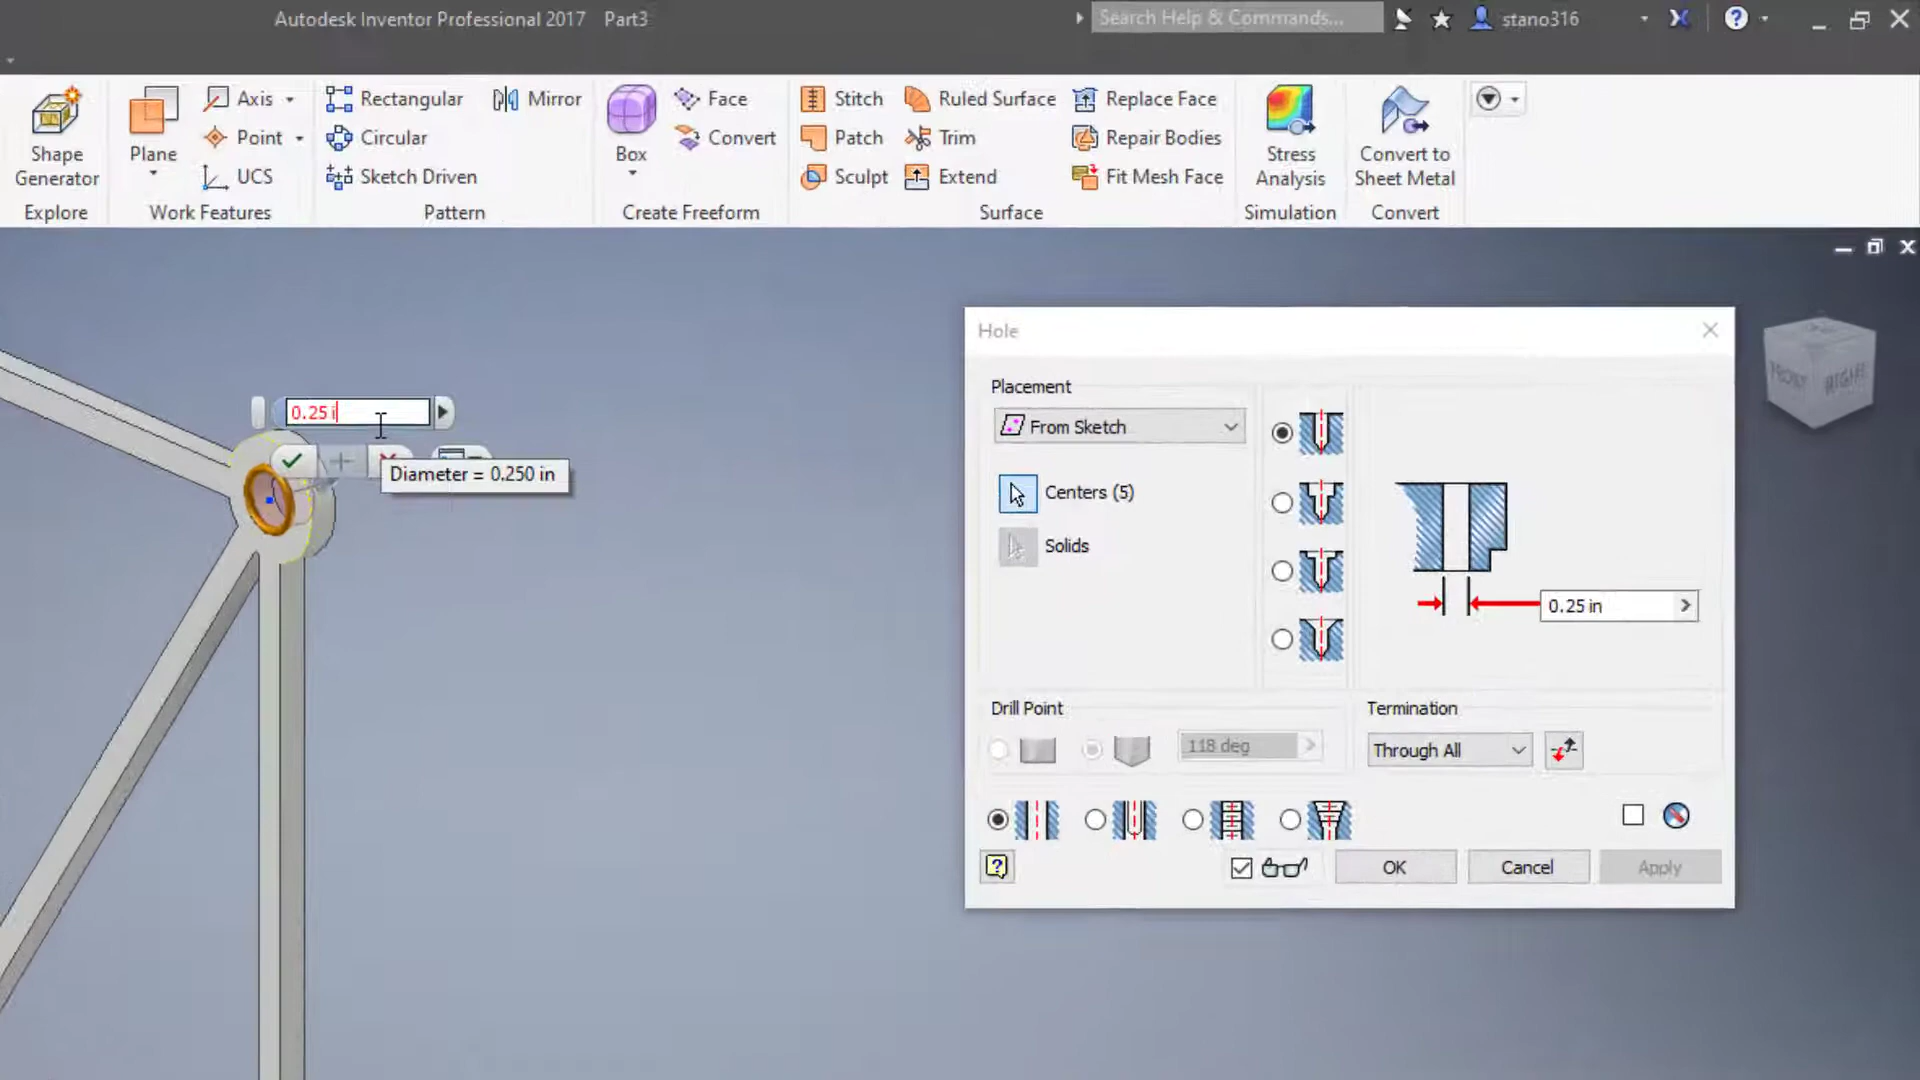 Autodesk Inventor Professional 2017 Part3
Search Help & Commands...
stano316
Axis
Point
UCS
Plane
Shape
Generator
Explore
Work Features
Rectangular
Mirror
Circular
Sketch Driven
Pattern
Box
Face
Convert
Create Freeform
Stitch
Ruled Surface
Replace Face
Patch
Trim
Repair Bodies
Sculpt
Extend
Fit Mesh Face
Surface
Stress
Analysis
Simulation
Convert to
Sheet Metal
Convert
0.25 i
Diameter = 0.250 in
FRONT
RIGHT
Hole
Placement
From Sketch
Centers (5)
Solids
0.25 in
Drill Point
118 deg
Termination
Through All
OK
Cancel
Apply